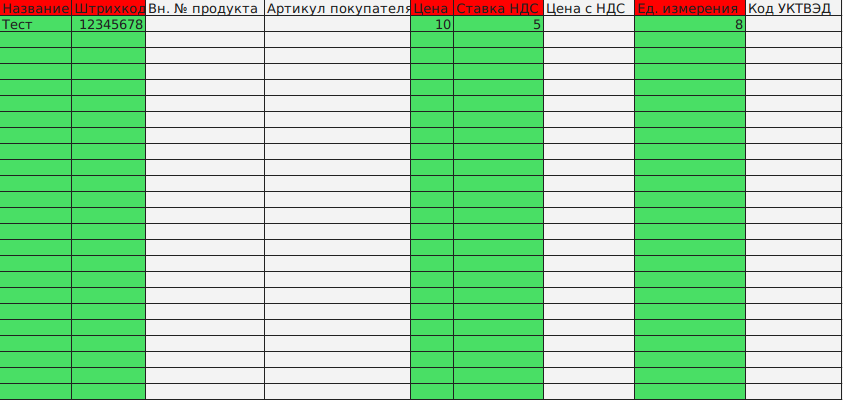 Название Штрихкод Вн. № продукта Артикул покупателя Цена Ставка НДС Цена с НДС Ед. измерения Код УКТВЭД
Тест 12345678 10 5 8